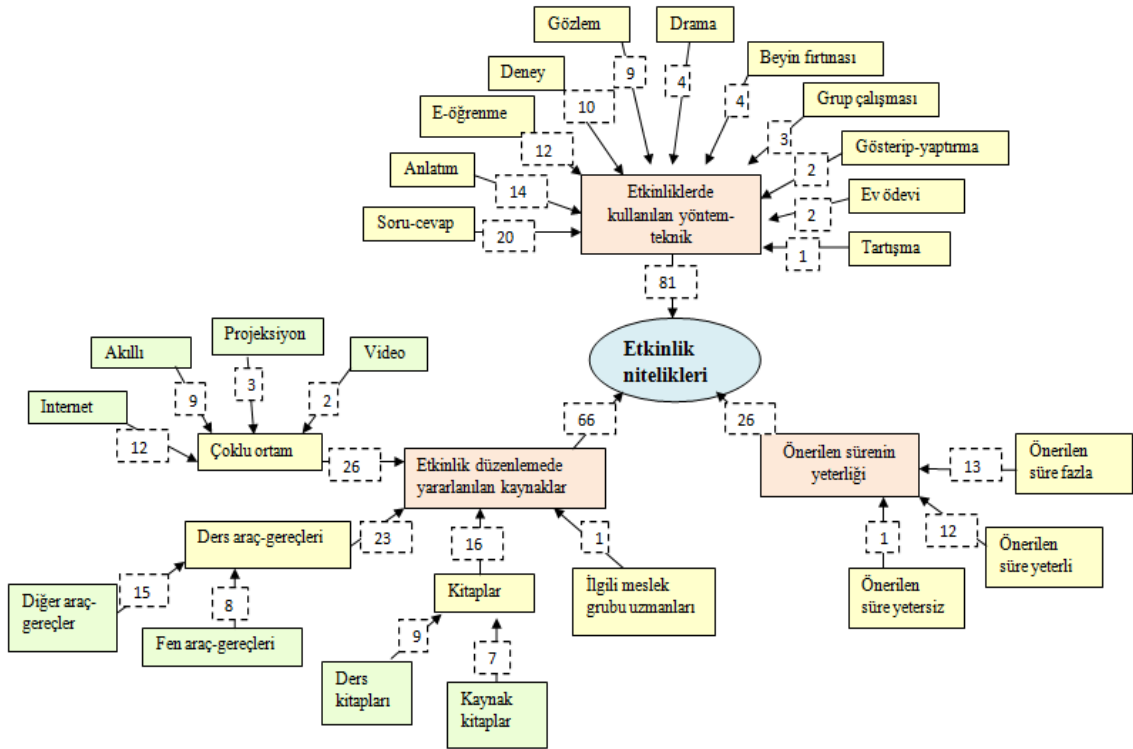 Gözlem
Drama
Deney
9
4
Beyin fırtınası
E-öğrenme
10
4
Grup çalışması
Anlatım
12
3
Gösterip-yaptırma
14
2
Soru-cevap
20
Etkinliklerde
kullanılan yöntem-
teknik
Ev ödevi
2
Tartışma
1
81
Etkinlik
nitelikleri
Projeksiyon
Akıllı
Video
Internet
9
3
2
12
Çoklu ortam
26
66
26
Etkinlik düzenlemede
yararlanılan kaynaklar
Önerilen sürenin
yeterliği
13
Önerilen
süre fazla
Ders araç-gereçleri
23
16
1
1
12
Önerilen
süre yeterli
Diğer araç-
gereçler
15
8
Kitaplar
İlgili meslek
grubu uzmanları
Önerilen
süre yetersiz
Fen araç-gereçleri
9
7
Ders
kitapları
Kaynak
kitaplar